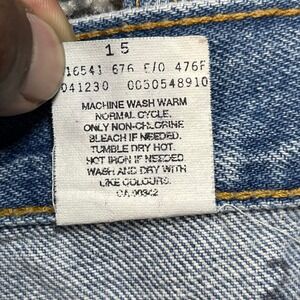 15
16541 676 F/O 476F
041230 0050548910
MACHINE WASH WARM
NORMAL CYCLE.
ONLY NON-CHLORINE
BLEACH IF NEEDED.
TUMBLE DRY HOT.
HOT IRON IF NEEDED
WASH AND DRY WITH
LIKE COLOURS.
CA 00342